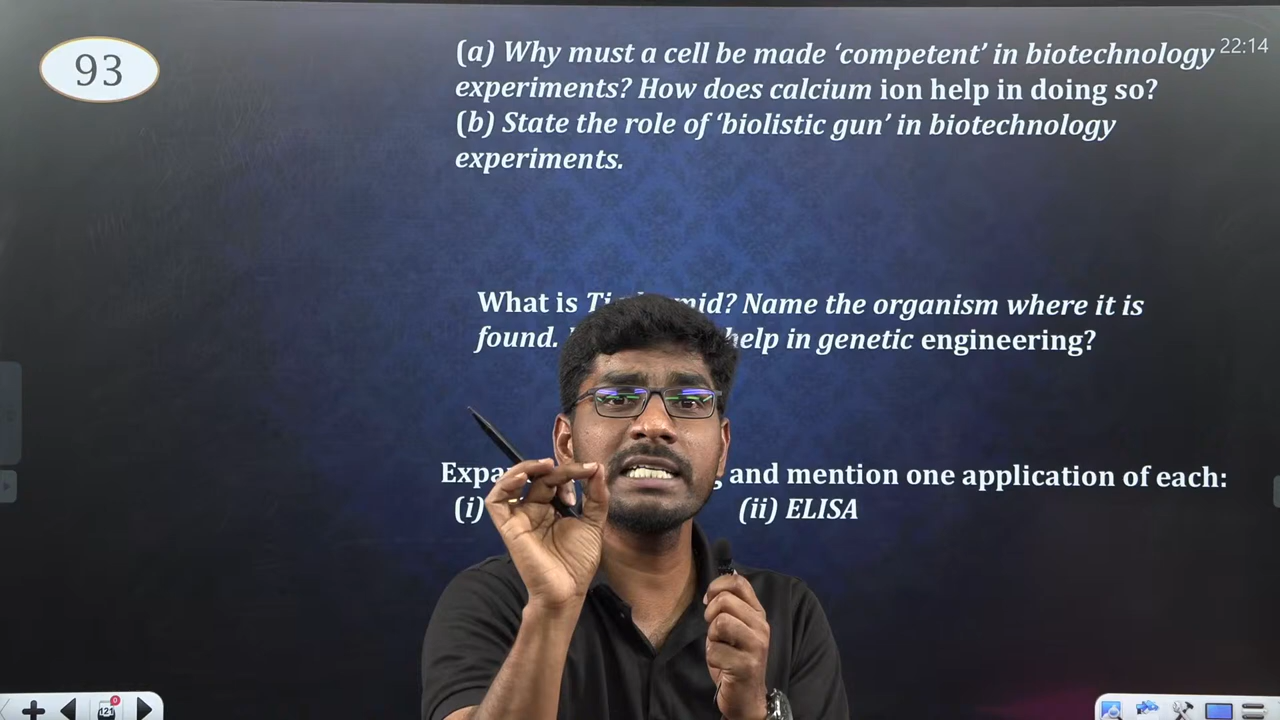 93
22:14
(a) Why must a cell be made ‘competent’ in biotechnology
experiments? How does calcium ion help in doing so?
(b) State the role of ‘biolistic gun’ in biotechnology
experiments.
What is mid? Name the organism where it is
found. help in genetic engineering?
Expa g and mention one application of each:
(i) (ii) ELISA
121
0